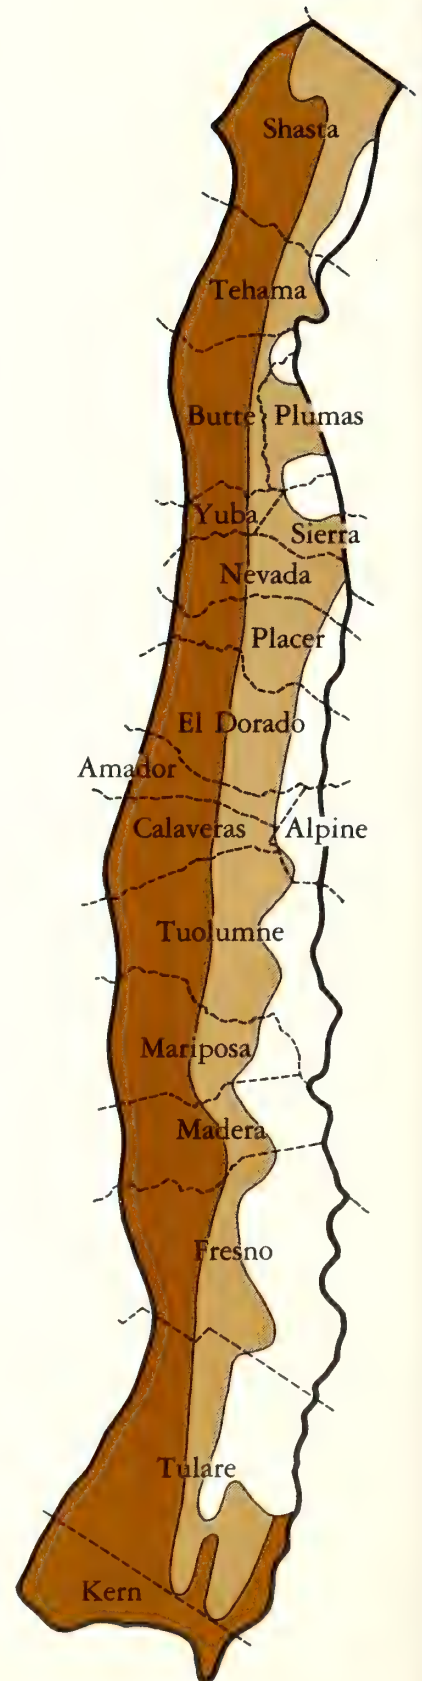 Shasta
Tehama
Butte Plumas
Yuba
Sierra
Nevada
Placer
El Dorado
Amador
Calaveras Alpine
Tuolumne
Mariposa
Madera
Fresno
Tulare
Kern